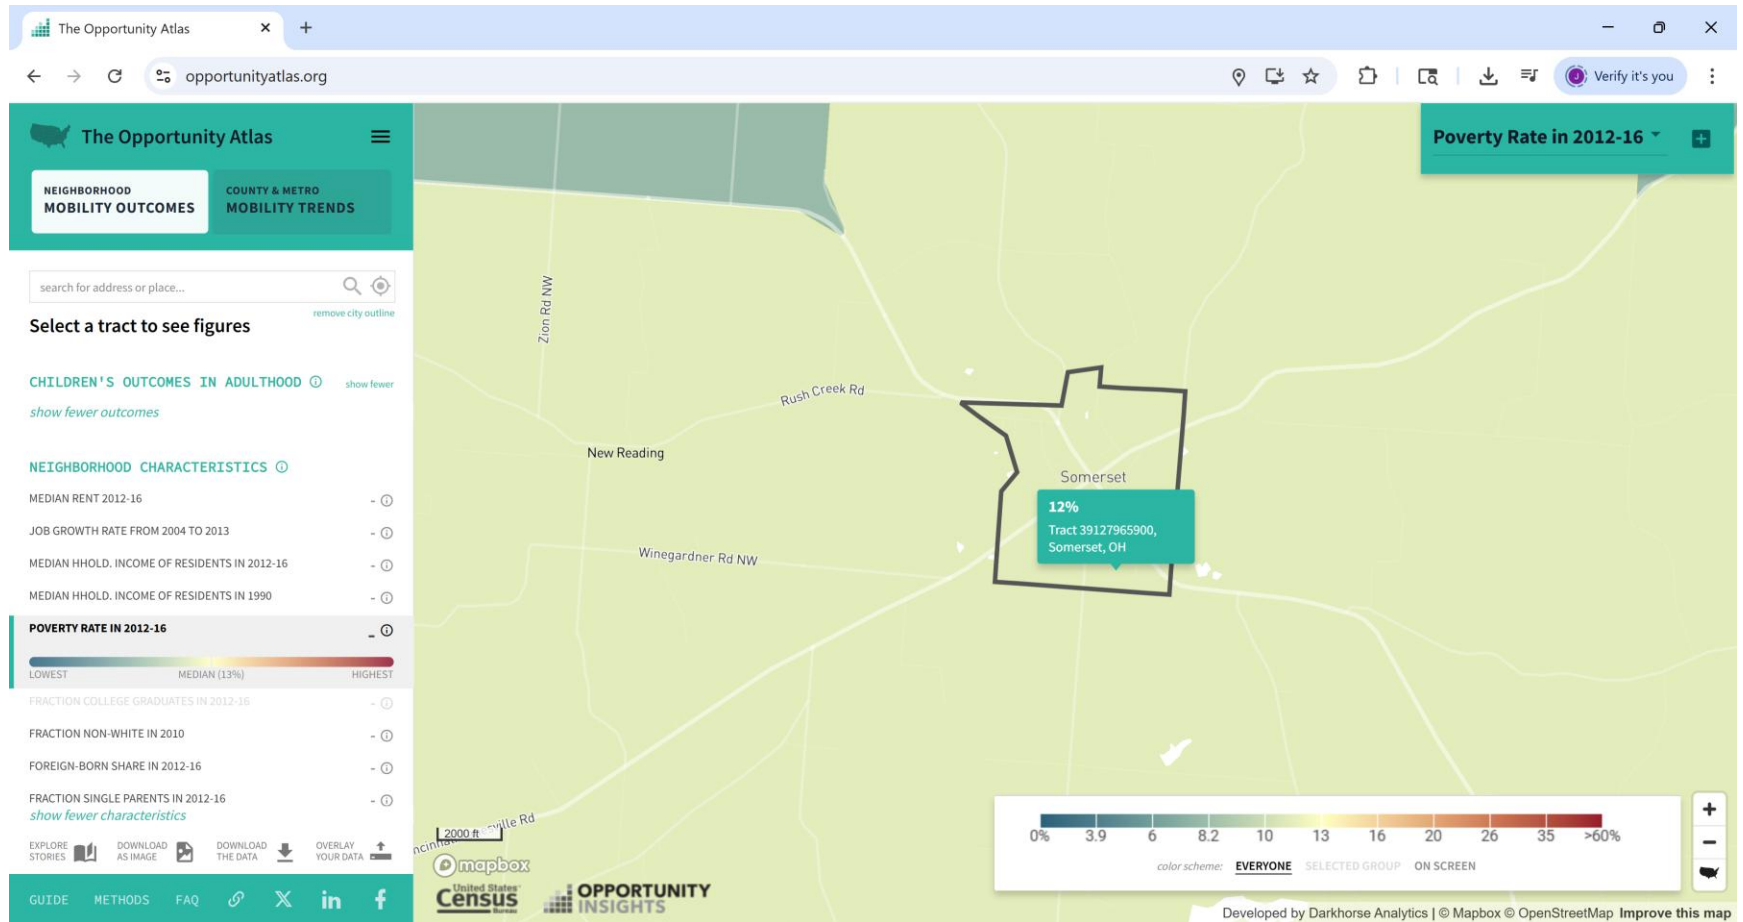 The Opportunity Atlas
opportunityatlas.org
Verify it's you
The Opportunity Atlas
NEIGHBORHOOD
MOBILITY OUTCOMES
COUNTY & METRO
MOBILITY TRENDS
search for address or place...
remove city outline
Select a tract to see figures
CHILDREN'S OUTCOMES IN ADULTHOOD
show fewer
show fewer outcomes
NEIGHBORHOOD CHARACTERISTICS
MEDIAN RENT 2012-16 -
JOB GROWTH RATE FROM 2004 TO 2013 -
MEDIAN HHOLD. INCOME OF RESIDENTS IN 2012-16 -
MEDIAN HHOLD. INCOME OF RESIDENTS IN 1990 -
POVERTY RATE IN 2012-16 -
LOWEST MEDIAN (13%) HIGHEST
FRACTION COLLEGE GRADUATES IN 2012-16 -
FRACTION NON-WHITE IN 2010 -
FOREIGN-BORN SHARE IN 2012-16 -
FRACTION SINGLE PARENTS IN 2012-16 -
show fewer characteristics
EXPLORE
STORIES
DOWNLOAD
AS IMAGE
DOWNLOAD
THE DATA
OVERLAY
YOUR DATA
GUIDE METHODS FAQ
Poverty Rate in 2012-16
Zion Rd NW
Rush Creek Rd
New Reading
Somerset
12%
Tract 39127965900,
Somerset, OH
Winegardner Rd NW
2000 ft
mapbox
United States®
Census
Bureau
OPPORTUNITY
INSIGHTS
0% 3.9 6 8.2 10 13 16 20 26 35 >60%
color scheme: EVERYONE SELECTED GROUP ON SCREEN
Developed by Darkhorse Analytics | © Mapbox © OpenStreetMap Improve this map